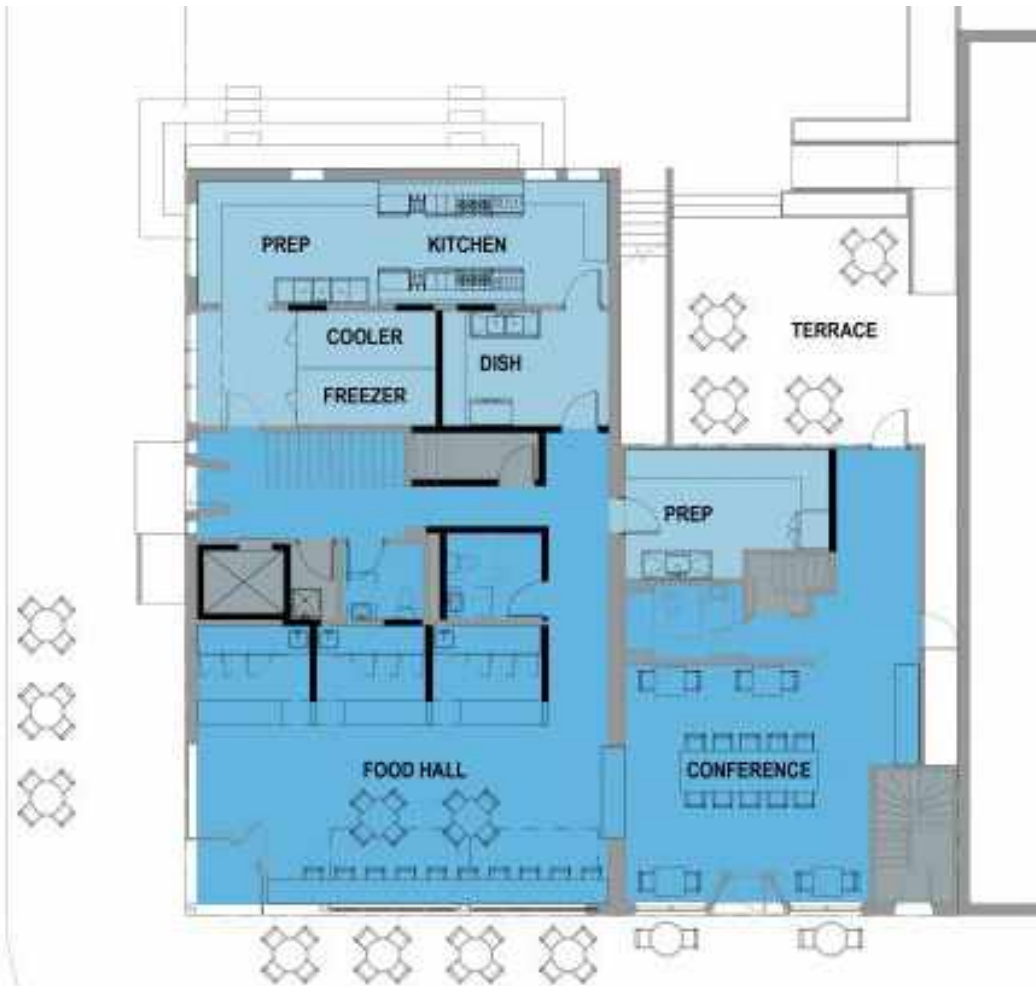 PREP
KITCHEN
COOLER
FREEZER
DISH
TERRACE
PREP
FOOD HALL
CONFERENCE